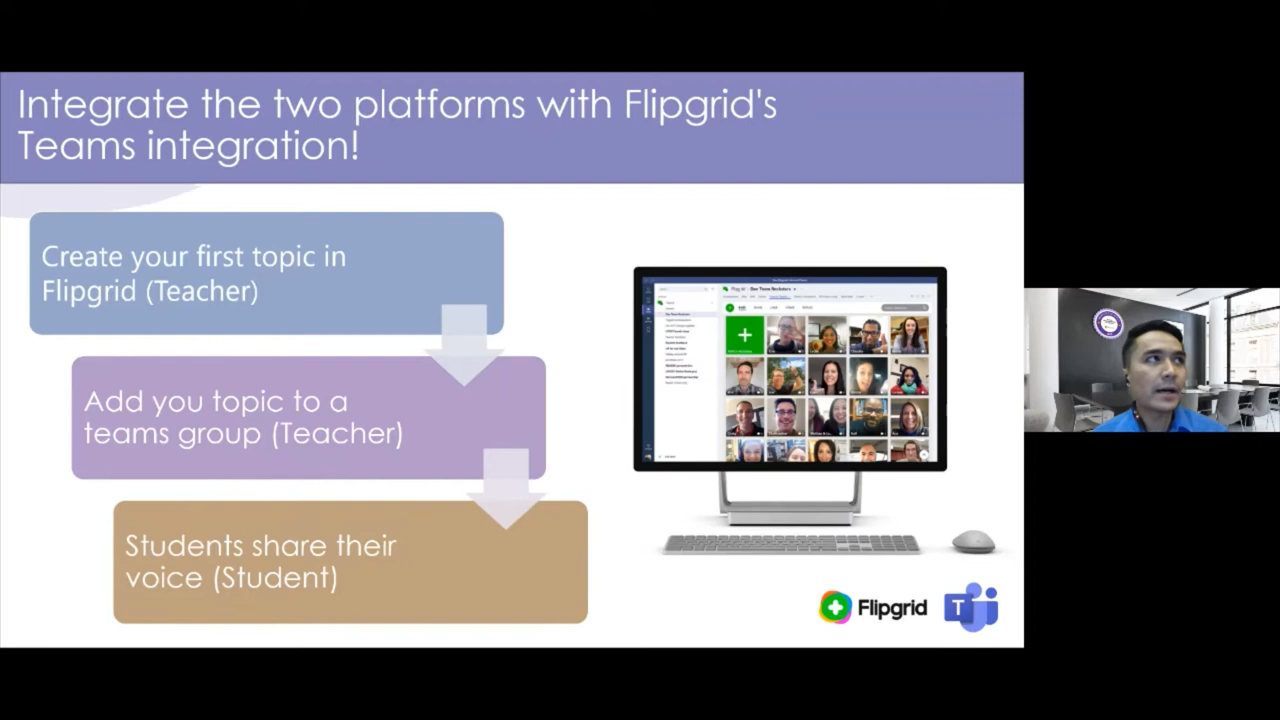 Integrate the two platforms with Flipgrid's
Teams integration!
Create your first topic in
Flipgrid (Teacher)
Add you topic to a
teams group (Teacher)
Students share their
voice (Student)
Flipgrid
T